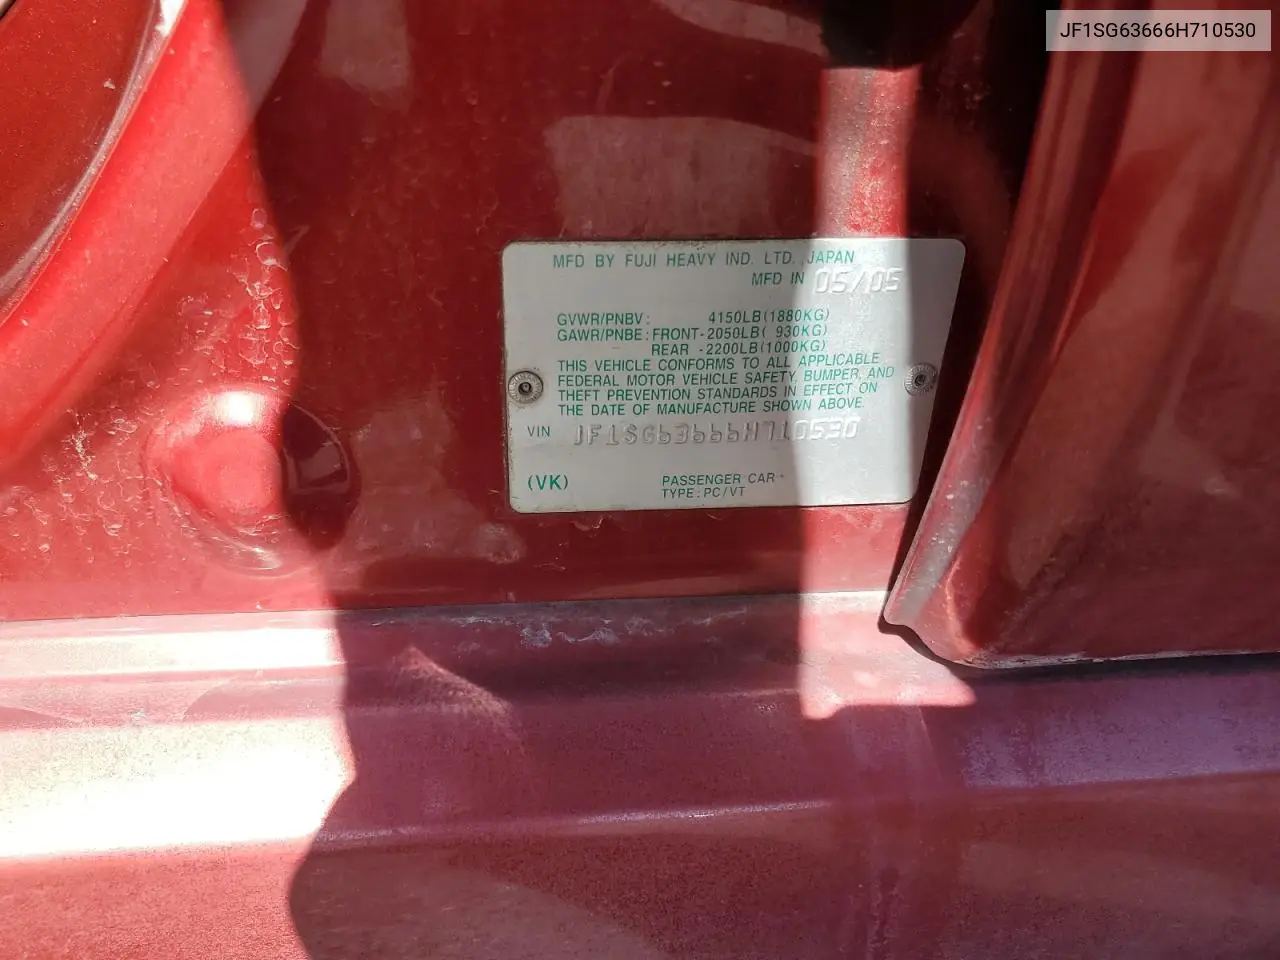 JF1SG63666H710530
MFD BY FUJI HEAVY IND. LTD. JAPAN
MFD IN 05/05
GVWR/PNBV: 4150LB(1880KG)
GAWR/PNBE: FRONT-2050LB( 930KG)
REAR -2200LB(1000KG)
THIS VEHICLE CONFORMS TO ALL APPLICABLE
FEDERAL MOTOR VEHICLE SAFETY, BUMPER, AND
THEFT PREVENTION STANDARDS IN EFFECT ON
THE DATE OF MANUFACTURE SHOWN ABOVE.
VIN JF1SG63666H710530
(VK) PASSENGER CAR
TYPE: PC/VT